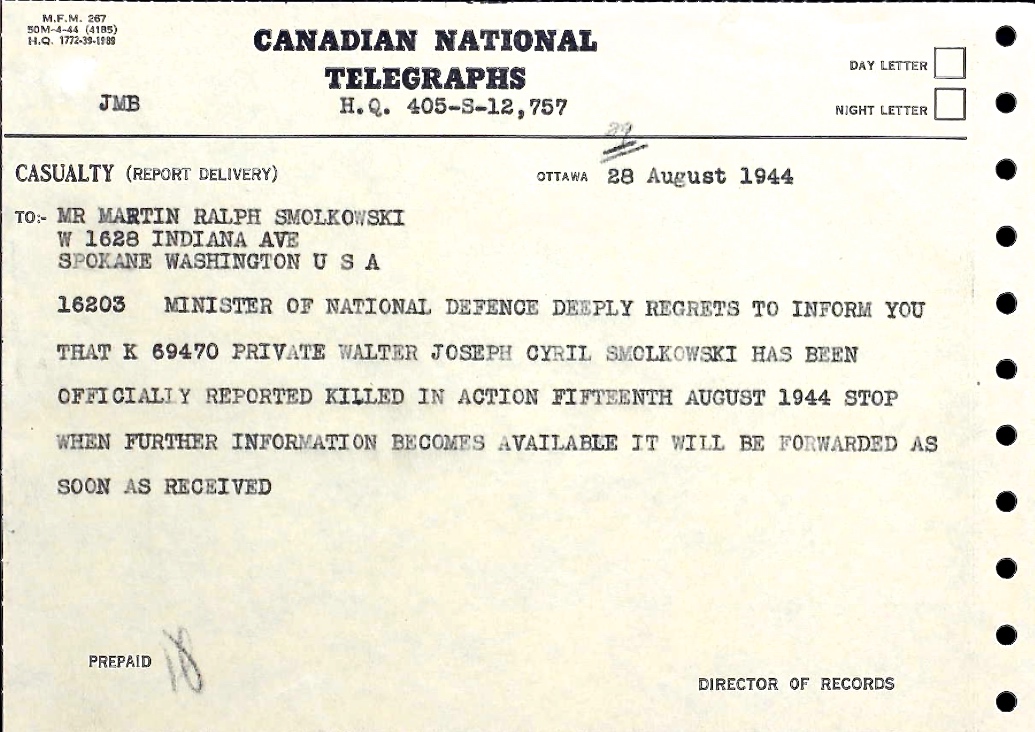 M.F.M. 267
50M-4-44 (4185)
H.Q. 1772-39-1989
CANADIAN NATIONAL
TELEGRAPHS
DAY LETTER
JMB
H.Q. 405-S-12,757
NIGHT LETTER
CASUALTY (REPORT DELIVERY)
OTTAWA 28 August 1944
TO:- MR MARTIN RALPH SMOLKOWSKI
W 1628 INDIANA AVE
SPOKANE WASHINGTON U S A
16203 MINISTER OF NATIONAL DEFENCE DEEPLY REGRETS TO INFORM YOU
THAT K 69470 PRIVATE WALTER JOSEPH CYRIL SMOLKOWSKI HAS BEEN
OFFICIALLY REPORTED KILLED IN ACTION FIFTEENTH AUGUST 1944 STOP
WHEN FURTHER INFORMATION BECOMES AVAILABLE IT WILL BE FORWARDED AS
SOON AS RECEIVED
PREPAID
DIRECTOR OF RECORDS